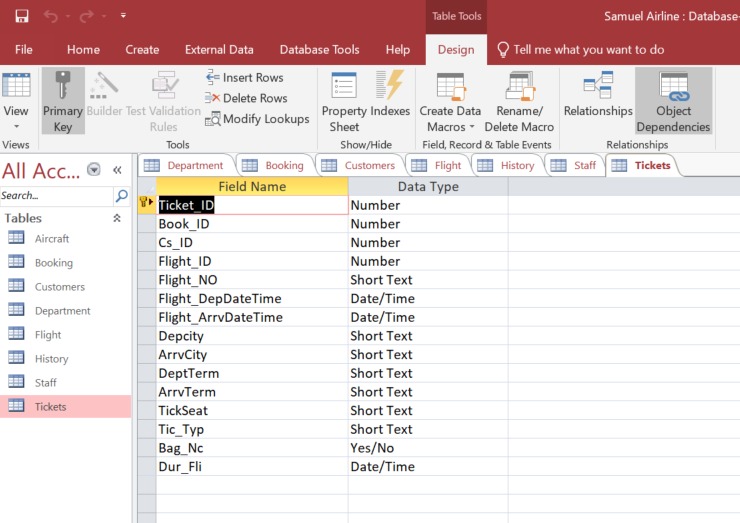 Table Tools
Samuel Airline : Database-
File Home Create External Data Database Tools Help Design Tell me what you want to do
View
Views
Primary Key
Builder
Test Validation Rules
Insert Rows
Delete Rows
Modify Lookups
Tools
Property Sheet
Indexes
Show/Hide
Create Data Macros
Rename/ Delete Macro
Field, Record & Table Events
Relationships
Object Dependencies
Relationships
All Acc...
Search...
Tables
Aircraft
Booking
Customers
Department
Flight
History
Staff
Tickets
Department Booking Customers Flight History Staff Tickets
Field Name Data Type
Ticket_ID Number
Book_ID Number
Cs_ID Number
Flight_ID Number
Flight_NO Short Text
Flight_DepDateTime Date/Time
Flight_ArrvDateTime Date/Time
Depcity Short Text
ArrvCity Short Text
DeptTerm Short Text
ArrvTerm Short Text
TickSeat Short Text
Tic_Typ Short Text
Bag_Nc Yes/No
Dur_Fli Date/Time